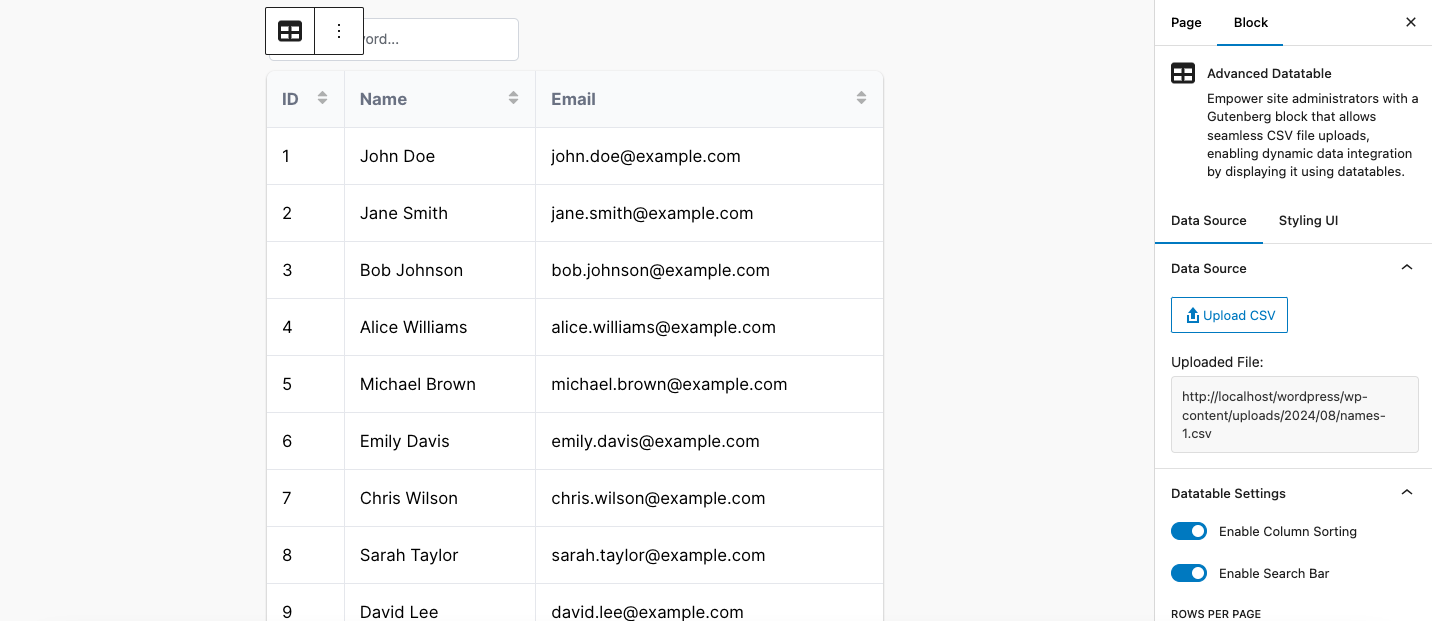 ord...
ID Name Email
1 John Doe john.doe@example.com
2 Jane Smith jane.smith@example.com
3 Bob Johnson bob.johnson@example.com
4 Alice Williams alice.williams@example.com
5 Michael Brown michael.brown@example.com
6 Emily Davis emily.davis@example.com
7 Chris Wilson chris.wilson@example.com
8 Sarah Taylor sarah.taylor@example.com
9 David Lee david.lee@example.com
Page Block
Advanced Datatable
Empower site administrators with a
Gutenberg block that allows
seamless CSV file uploads,
enabling dynamic data integration
by displaying it using datatables.
Data Source Styling UI
Data Source
Upload CSV
Uploaded File:
http://localhost/wordpress/wp-
content/uploads/2024/08/names-
1.csv
Datatable Settings
Enable Column Sorting
Enable Search Bar
ROWS PER PAGE